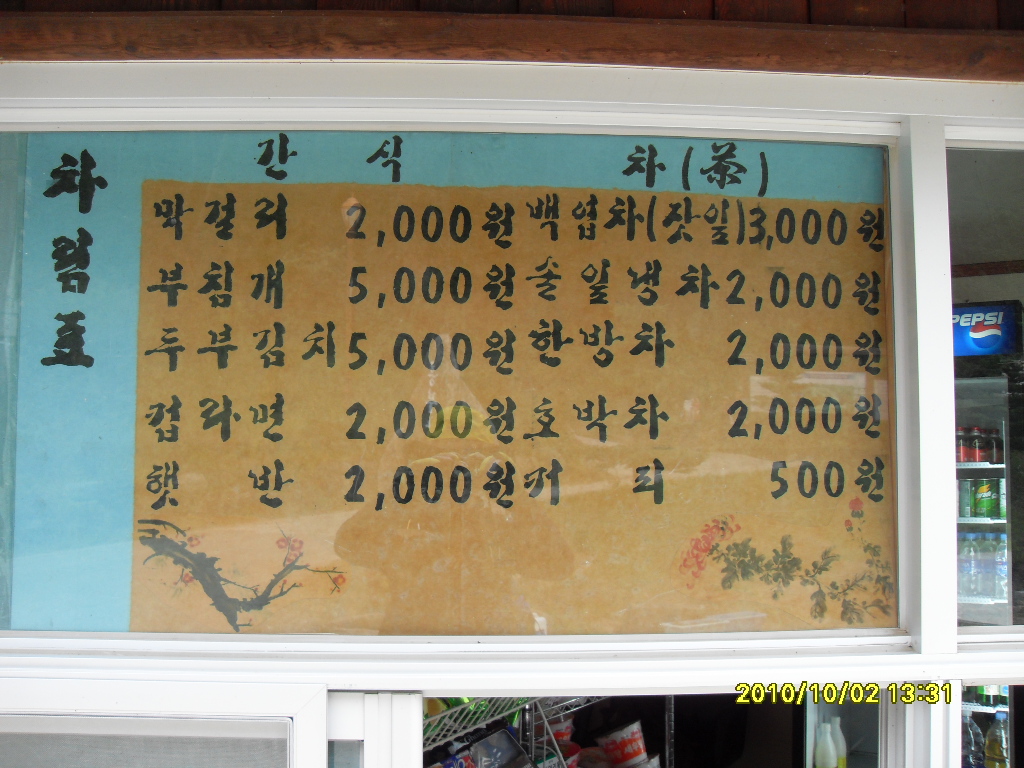 차림표
간식 차(茶)
막걸리 2,000원 백엽차(잣잎)3,000원
부침개 5,000원 솔잎냉차 2,000원
두부김치 5,000원 한방차 2,000원
컵라면 2,000원 호박차 2,000원
햇반 2,000원 커피 500원
PEPSI
2010/10/02 13:31